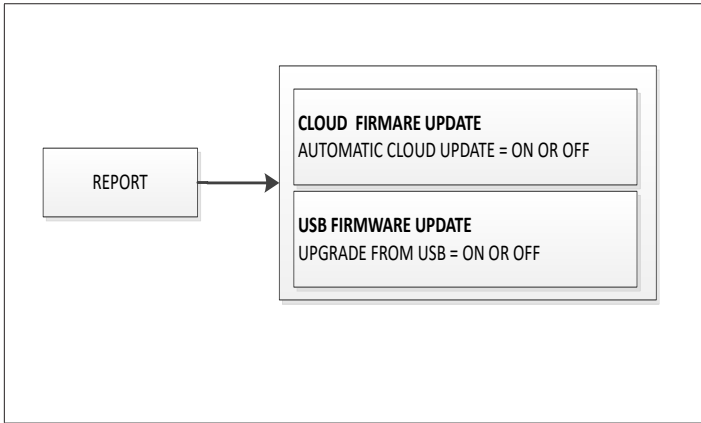 REPORT
CLOUD  FIRMARE UPDATE
AUTOMATIC CLOUD UPDATE = ON OR OFF
USB FIRMWARE UPDATE
UPGRADE FROM USB = ON OR OFF